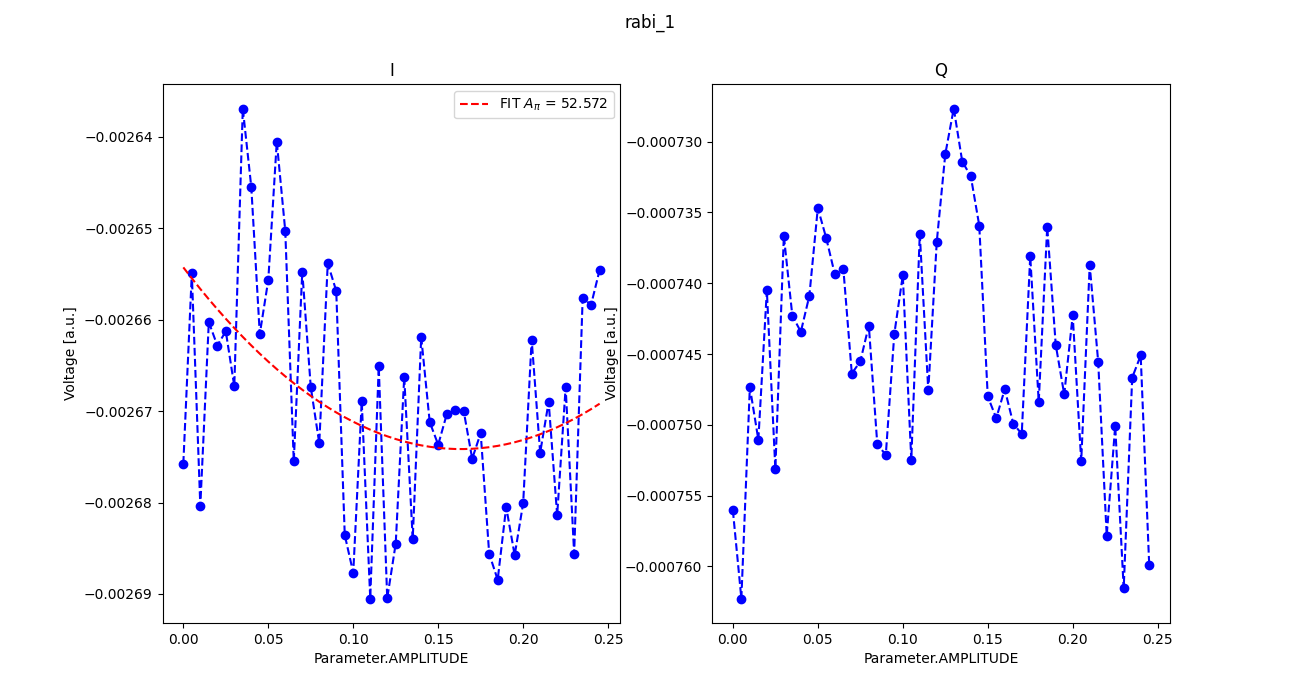 rabi_1
I
FIT Aπ = 52.572
−0.00264
−0.00265
−0.00266
−0.00267
−0.00268
−0.00269
Voltage [a.u.]
0.00 0.05 0.10 0.15 0.20 0.25
Parameter.AMPLITUDE
Q
−0.000730
−0.000735
−0.000740
−0.000745
−0.000750
−0.000755
−0.000760
Voltage [a.u.]
0.00 0.05 0.10 0.15 0.20 0.25
Parameter.AMPLITUDE